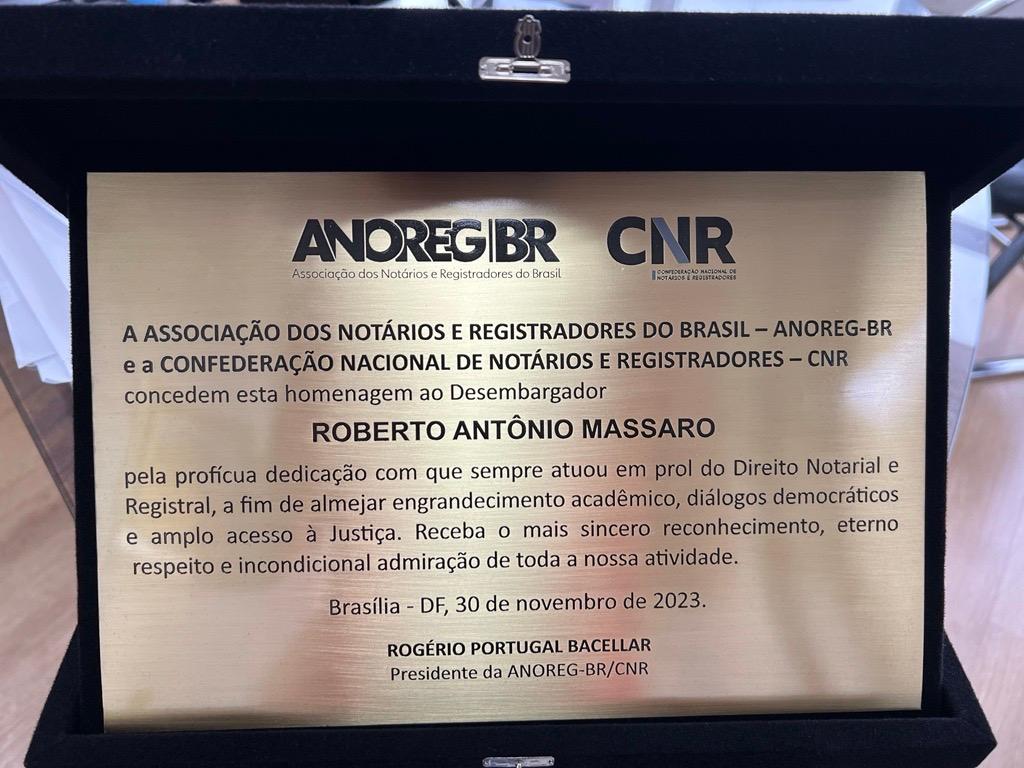 ANOREG|BR
Associação dos Notários e Registradores do Brasil
CNR
CONFEDERAÇÃO NACIONAL DE
NOTÁRIOS E REGISTRADORES
A ASSOCIAÇÃO DOS NOTÁRIOS E REGISTRADORES DO BRASIL – ANOREG-BR
e a CONFEDERAÇÃO NACIONAL DE NOTÁRIOS E REGISTRADORES – CNR
concedem esta homenagem ao Desembargador
ROBERTO ANTÔNIO MASSARO
pela profícua dedicação com que sempre atuou em prol do Direito Notarial e
Registral, a fim de almejar engrandecimento acadêmico, diálogos democráticos
e amplo acesso à Justiça. Receba o mais sincero reconhecimento, eterno
respeito e incondicional admiração de toda a nossa atividade.
Brasília - DF, 30 de novembro de 2023.
ROGÉRIO PORTUGAL BACELLAR
Presidente da ANOREG-BR/CNR